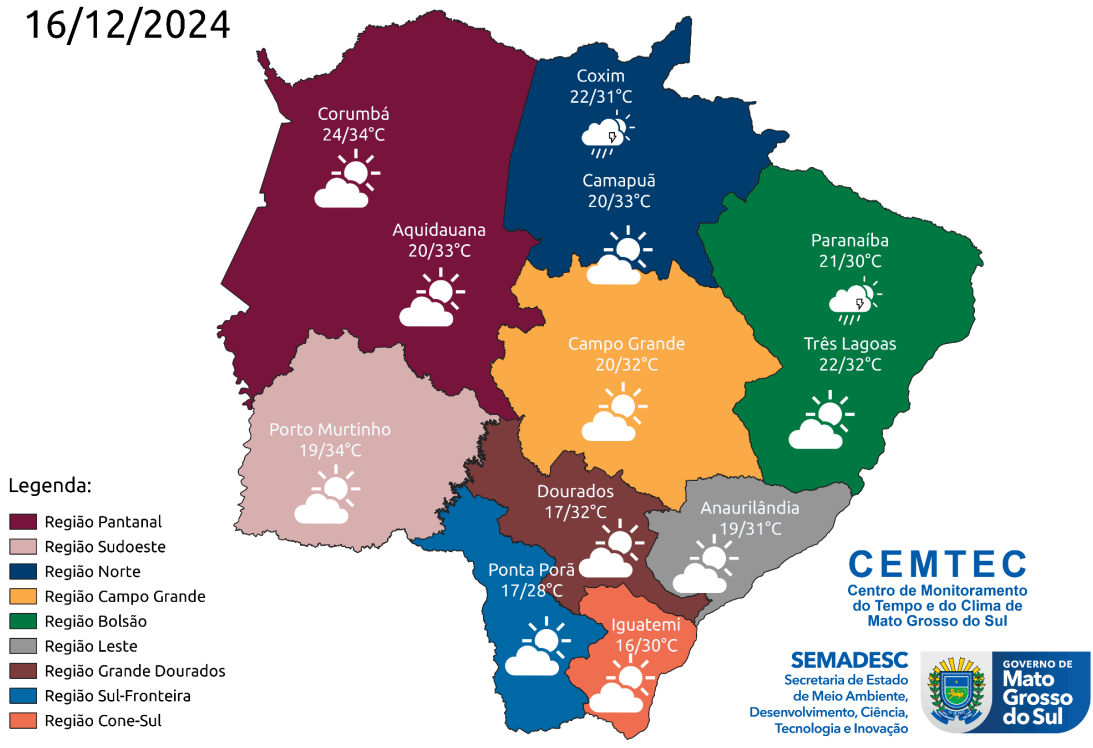 16/12/2024
Coxim
22/31°C
Corumbá
24/34°C
Camapuã
20/33°C
Aquidauana
20/33°C
Paranaíba
21/30°C
Campo Grande
20/32°C
Três Lagoas
22/32°C
Porto Murtinho
19/34°C
Dourados
17/32°C
Anaurilândia
19/31°C
Ponta Porã
17/28°C
Iguatemi
16/30°C
Legenda:
Região Pantanal
Região Sudoeste
Região Norte
Região Campo Grande
Região Bolsão
Região Leste
Região Grande Dourados
Região Sul-Fronteira
Região Cone-Sul
CEMTEC
Centro de Monitoramento
do Tempo e do Clima de
Mato Grosso do Sul
SEMADESC
Secretaria de Estado
de Meio Ambiente,
Desenvolvimento, Ciência,
Tecnologia e Inovação
GOVERNO DE
Mato
Grosso
do Sul